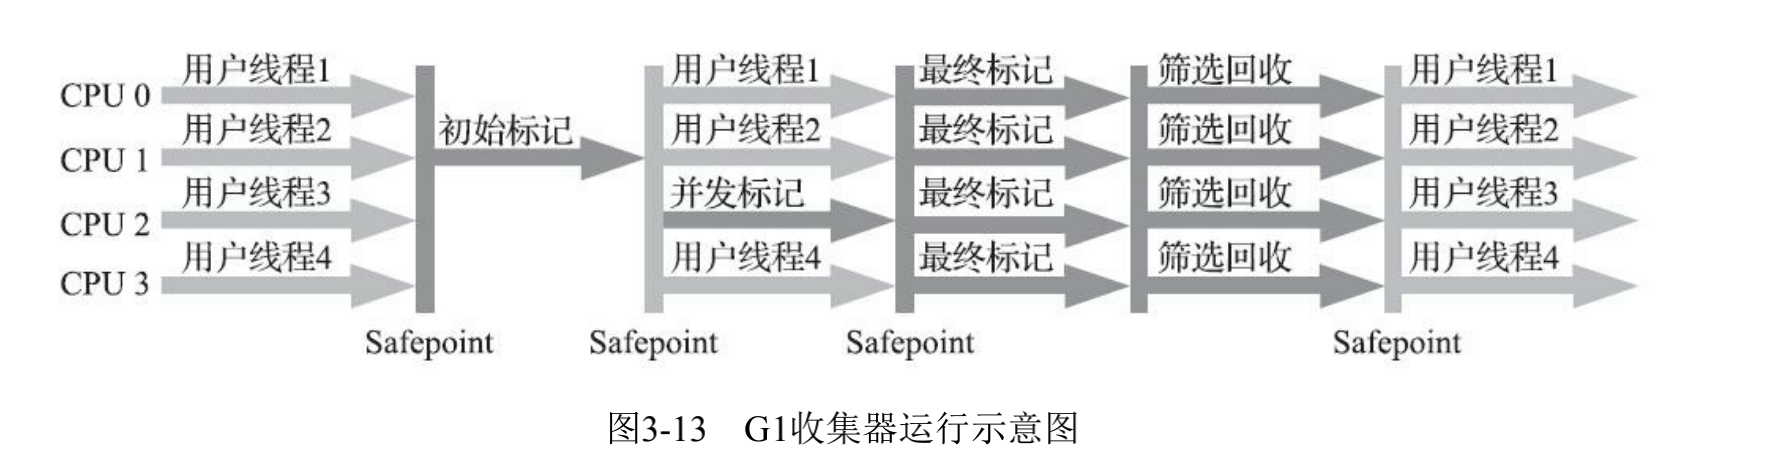 用户线程1 用户线程1 最终标记 筛选回收 用户线程1
CPU 0
用户线程2 初始标记 用户线程2 最终标记 筛选回收 用户线程2
CPU 1
用户线程3 并发标记 最终标记 筛选回收 用户线程3
CPU 2
用户线程4 用户线程4 最终标记 筛选回收 用户线程4
CPU 3
Safepoint Safepoint Safepoint Safepoint
图3-13 G1收集器运行示意图